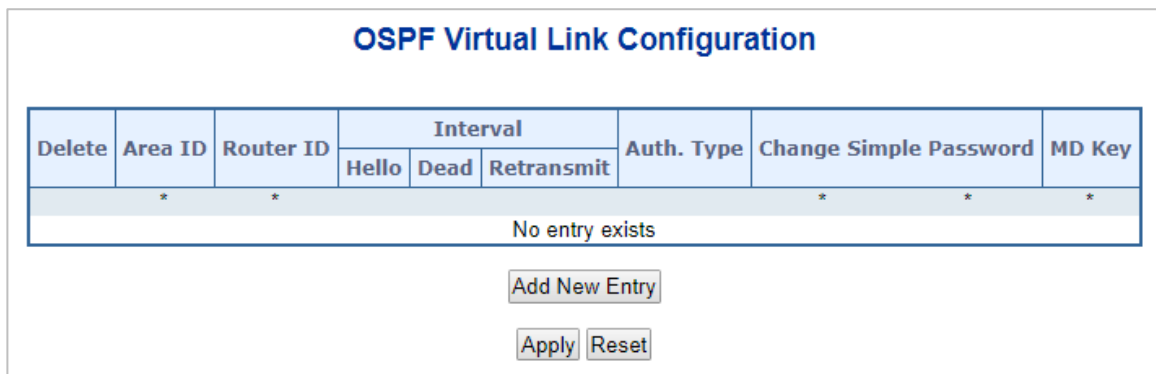 OSPF Virtual Link Configuration
Interval
Delete Area ID Router ID Auth. Type Change Simple Password MD Key
Hello Dead Retransmit
* * * * *
No entry exists
Add New Entry
Apply Reset